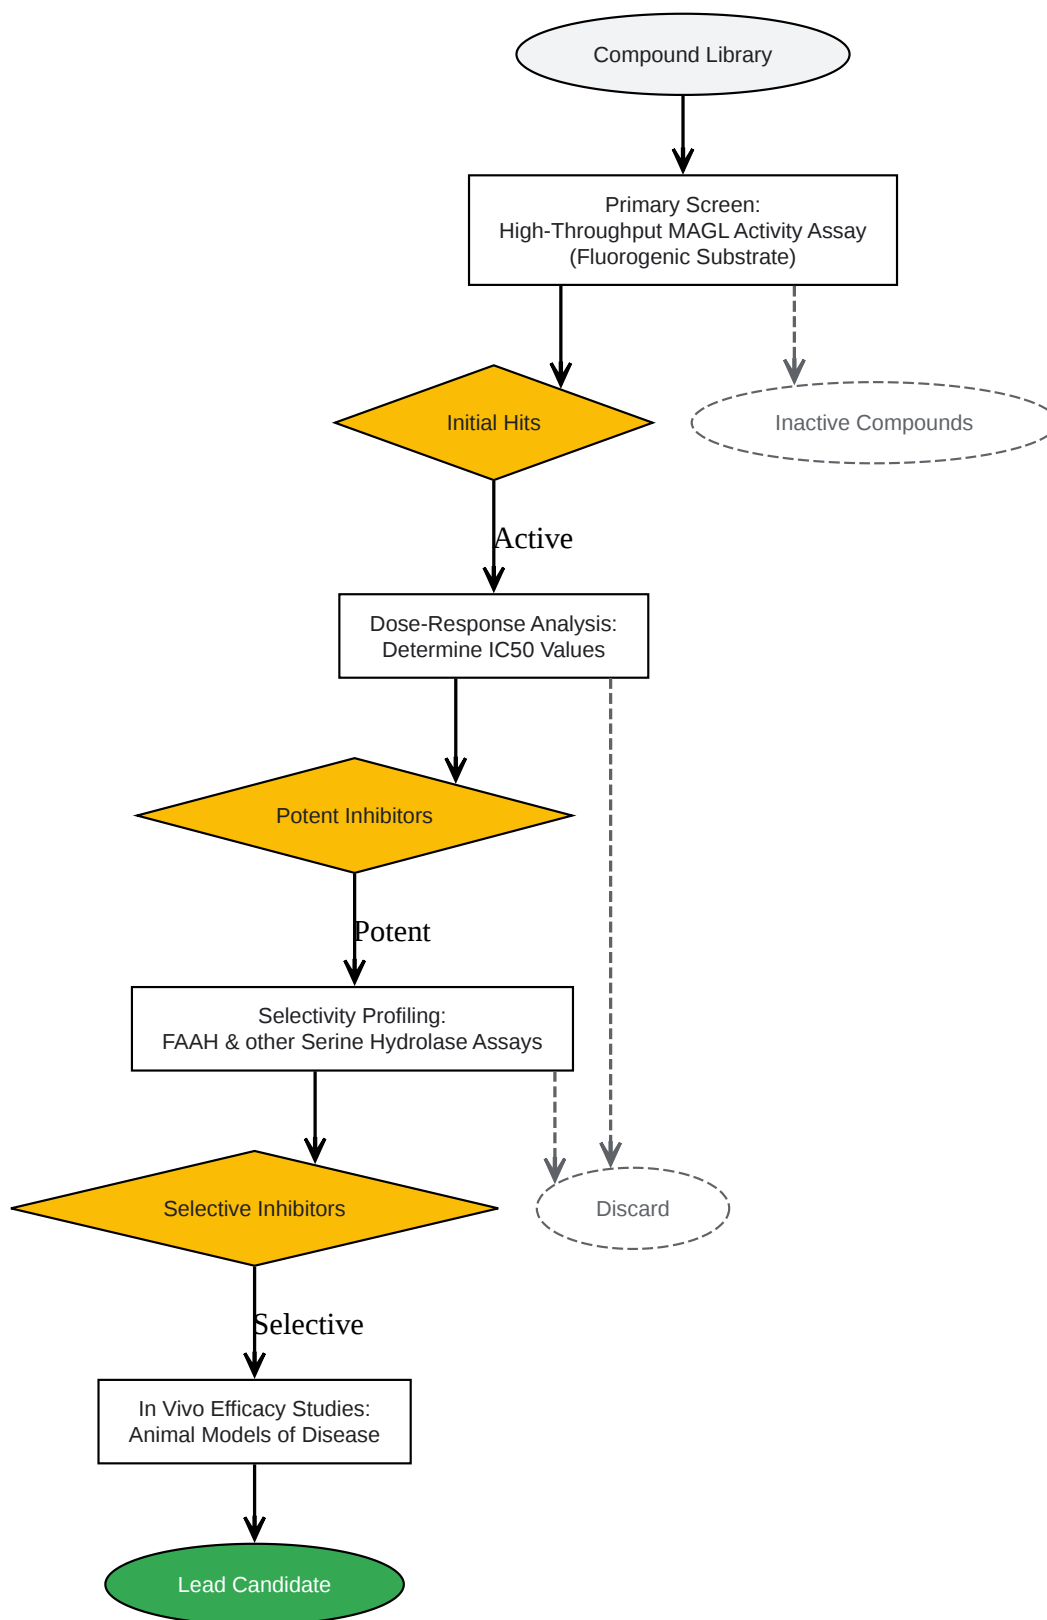 Compound Library
Primary Screen:
High-Throughput MAGL Activity Assay
(Fluorogenic Substrate)
Initial Hits
Inactive Compounds
Active
Dose-Response Analysis:
Determine IC50 Values
Potent Inhibitors
Potent
Selectivity Profiling:
FAAH & other Serine Hydrolase Assays
Selective Inhibitors
Discard
Selective
In Vivo Efficacy Studies:
Animal Models of Disease
Lead Candidate